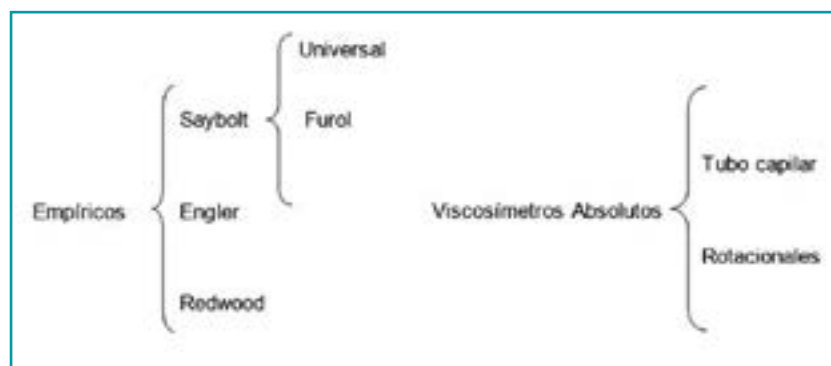 Universal
Saybolt
Furol
Empíricos
Engler
Redwood
Viscosímetros Absolutos
Tubo capilar
Rotacionales